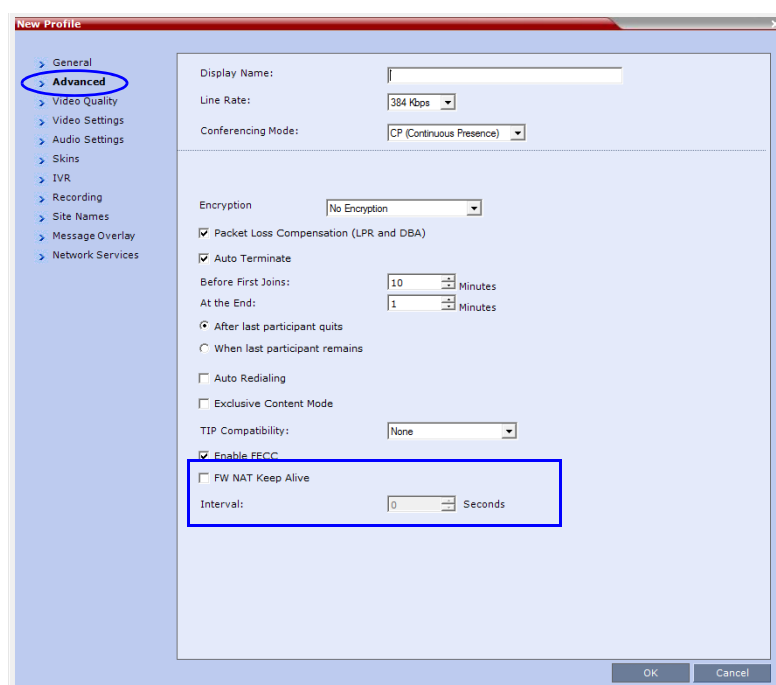 New Profile
General
Advanced
Video Quality
Video Settings
Audio Settings
Skins
IVR
Recording
Site Names
Message Overlay
Network Services
Display Name:
Line Rate: 384 Kbps
Conferencing Mode: CP (Continuous Presence)
Encryption No Encryption
Packet Loss Compensation (LPR and DBA)
Auto Terminate
Before First Joins: 10 Minutes
At the End: 1 Minutes
After last participant quits
When last participant remains
Auto Redialing
Exclusive Content Mode
TIP Compatibility: None
Enable FECC
FW NAT Keep Alive
Interval: 0 Seconds
OK Cancel